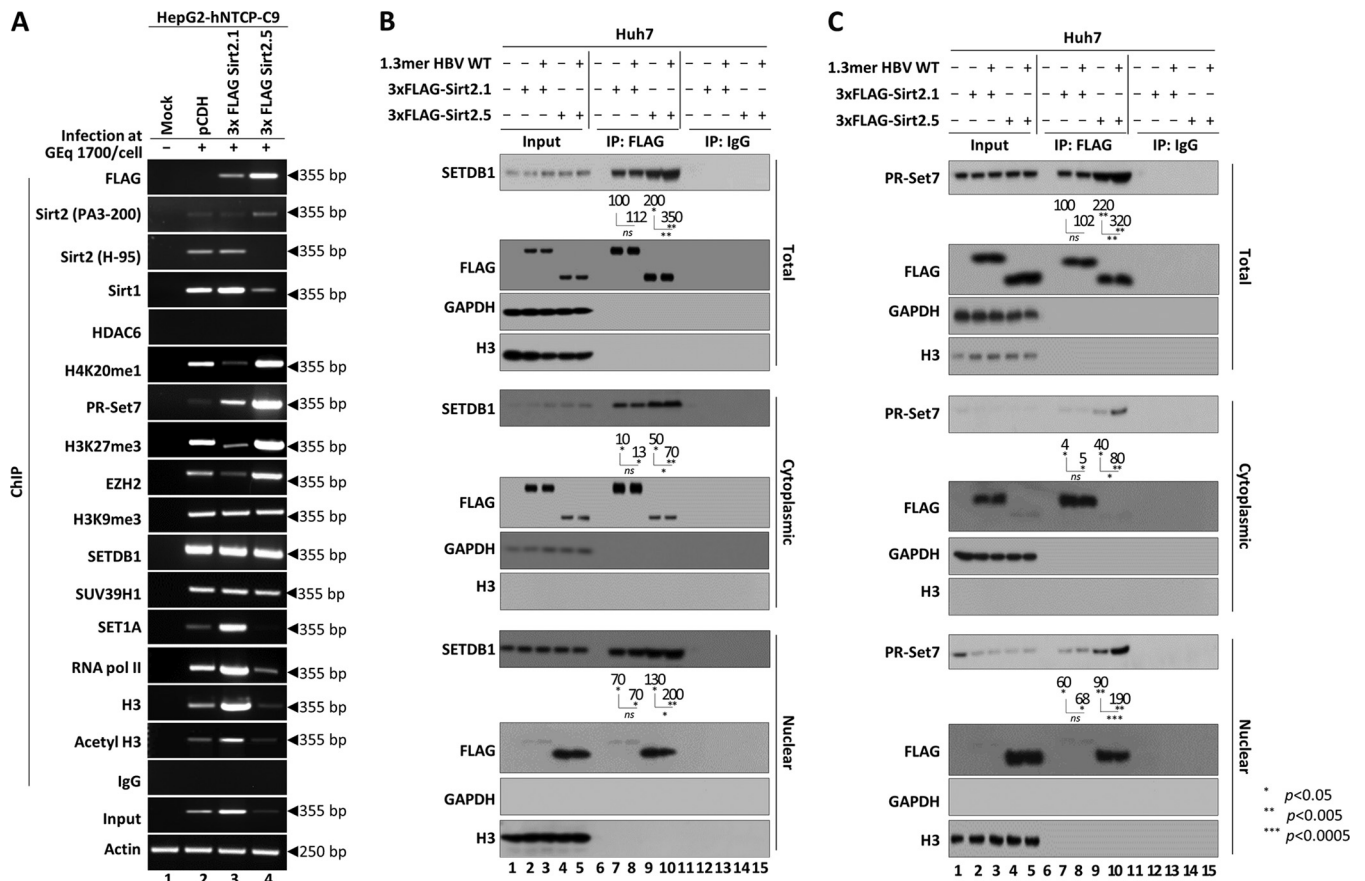 A
HepG2-hNTCP-C9
Mock
pCDH
3x FLAG Sirt2.1
3x FLAG Sirt2.5
Infection at
GEq 1700/cell
– + + +
ChIP
FLAG
355 bp
Sirt2 (PA3-200)
355 bp
Sirt2 (H-95)
355 bp
Sirt1
355 bp
HDAC6
H4K20me1
355 bp
PR-Set7
355 bp
H3K27me3
355 bp
EZH2
355 bp
H3K9me3
355 bp
SETDB1
355 bp
SUV39H1
355 bp
SET1A
355 bp
RNA pol II
355 bp
H3
355 bp
Acetyl H3
355 bp
IgG
Input
355 bp
Actin
250 bp
1 2 3 4
B
Huh7
1.3mer HBV WT – – + – + – – + – + – – + – +
3xFLAG-Sirt2.1 – + + – – – + + – – – + + – –
3xFLAG-Sirt2.5 – – – + + – – – + + – – – + +
Input IP: FLAG IP: IgG
SETDB1
100 200
* 
112 350
**
ns **
FLAG
GAPDH
H3
Total
SETDB1
10 50
* *
13 70
* **
ns *
FLAG
GAPDH
H3
Cytoplasmic
SETDB1
70 130
* *
70 200
* **
ns *
FLAG
GAPDH
H3
Nuclear
1 2 3 4 5 6 7 8 9 10 11 12 13 14 15
C
Huh7
1.3mer HBV WT – – + – + – – + – + – – + – +
3xFLAG-Sirt2.1 – + + – – – + + – – – + + – –
3xFLAG-Sirt2.5 – – – + + – – – + + – – – + +
Input IP: FLAG IP: IgG
PR-Set7
100 220
**
102 320
**
ns **
FLAG
GAPDH
H3
Total
PR-Set7
4 40
* *
5 80
* **
ns *
FLAG
GAPDH
H3
Cytoplasmic
PR-Set7
60 90
* **
68 190
* **
ns ***
FLAG
GAPDH
H3
Nuclear
1 2 3 4 5 6 7 8 9 10 11 12 13 14 15
* p<0.05
** p<0.005
*** p<0.0005